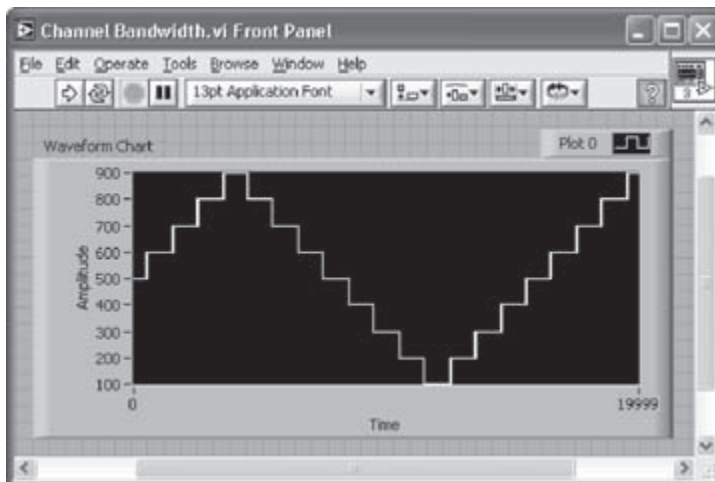 Channel Bandwidth.vi Front Panel
File Edit Operate Tools Browse Window Help
13pt Application Font
Waveform Chart
Plot 0
900
800
700
600
500
400
300
200
100
Amplitude
0
19999
Time